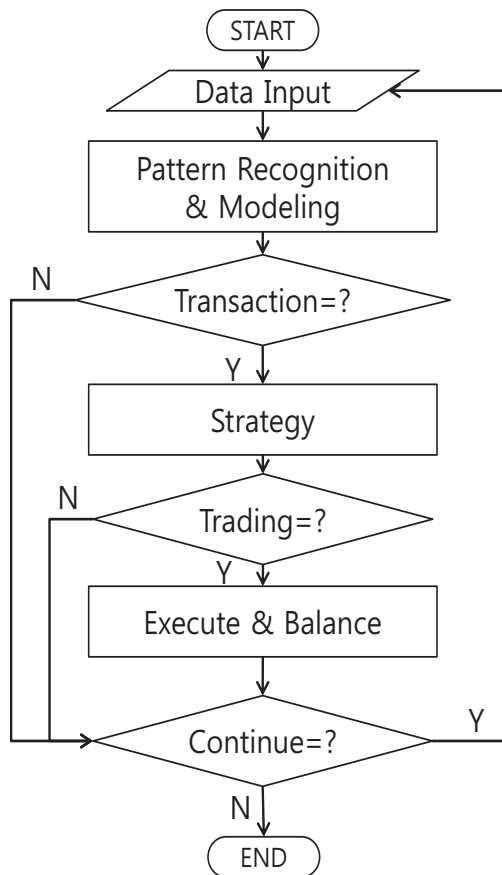 START
Data Input
Pattern Recognition
& Modeling
N
Transaction=?
Y
Strategy
N
Trading=?
Y
Execute & Balance
Y
Continue=?
N
END